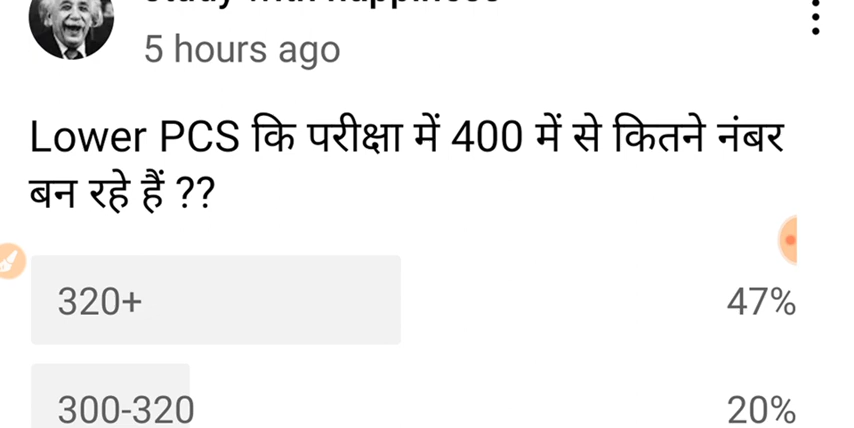 5 hours ago
Lower PCS कि परीक्षा में 400 में से कितने नंबर
बन रहे हैं ??
320+ 47%
300-320 20%